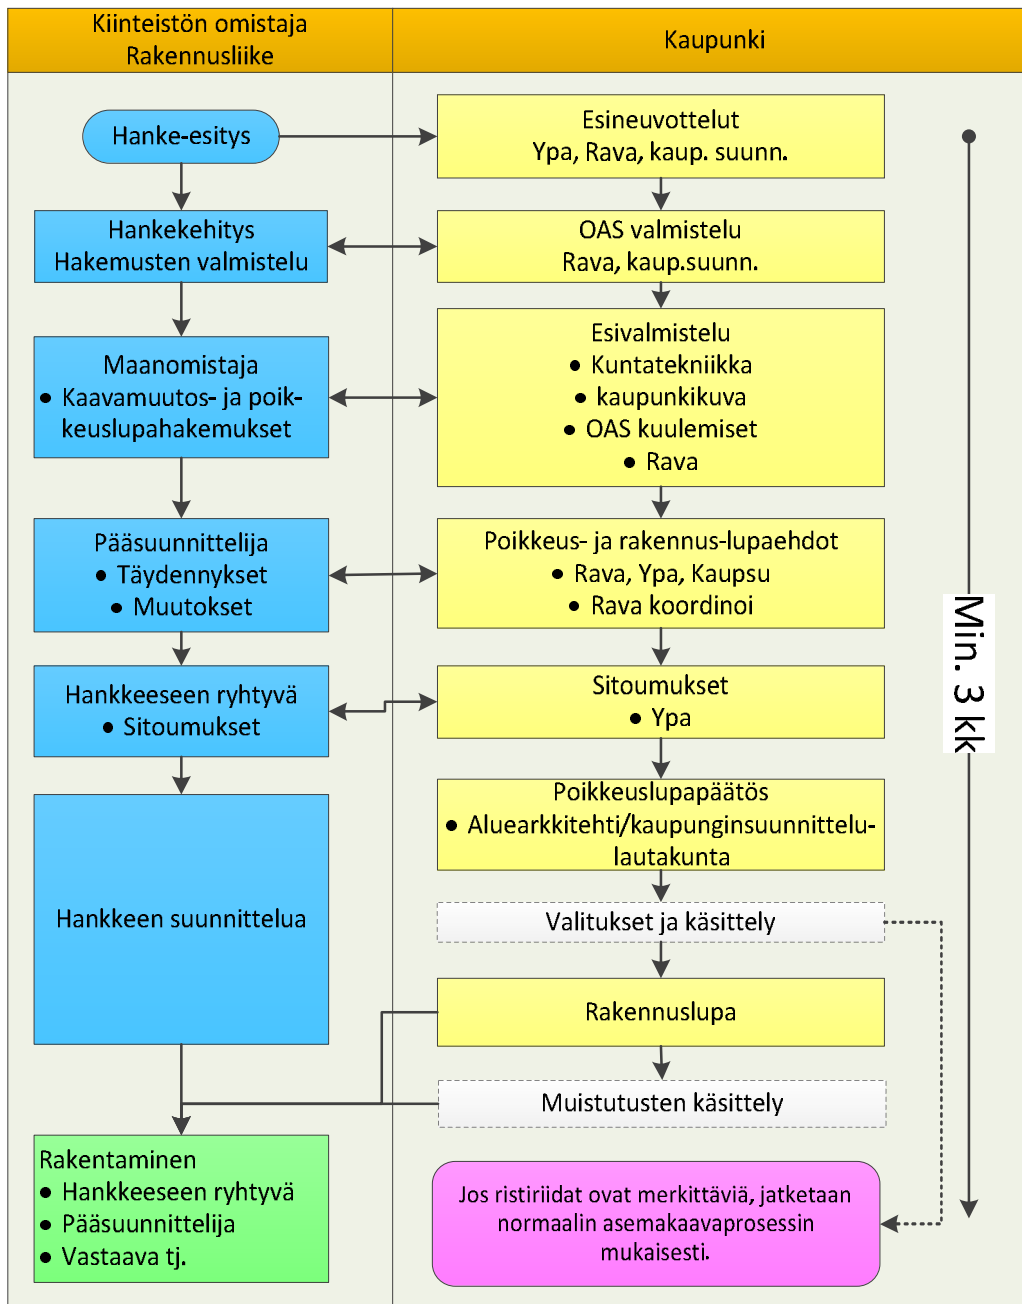 Kiinteistön omistaja
Rakennusliike
Kaupunki
Hanke-esitys
Esineuvottelut
Ypa, Rava, kaup. suunn.
Hankekehitys
Hakemusten valmistelu
OAS valmistelu
Rava, kaup.suunn.
Maanomistaja
• Kaavamuutos- ja poik-
keuslupahakemukset
Esivalmistelu
• Kuntatekniikka
• kaupunkikuva
• OAS kuulemiset
• Rava
Pääsuunnittelija
• Täydennykset
• Muutokset
Poikkeus- ja rakennus-lupaehdot
• Rava, Ypa, Kaupsu
• Rava koordinoi
Min. 3 kk
Hankkeeseen ryhtyvä
• Sitoumukset
Sitoumukset
• Ypa
Poikkeuslupapäätös
• Aluearkkitehti/kaupunginsuunnittelu-
lautakunta
Hankkeen suunnittelua
Valitukset ja käsittely
Rakennuslupa
Muistutusten käsittely
Rakentaminen
• Hankkeeseen ryhtyvä
• Pääsuunnittelija
• Vastaava tj.
Jos ristiriidat ovat merkittäviä, jatketaan
normaalin asemakaavaprosessin
mukaisesti.